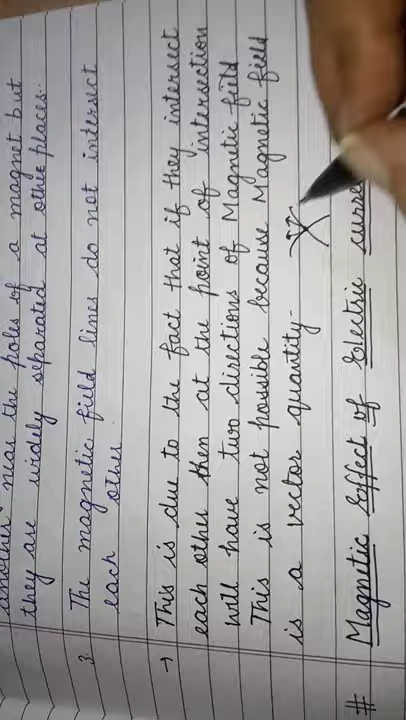 another near the poles of a magnet but
they are widely separated at other places.
3. The magnetic field lines do not intersect
each other.
→ This is due to the fact that if they intersect
each other then at the point of intersection
will have two directions of Magnetic field
This is not possible because Magnetic field
is a vector quantity-
# Magnetic Effect of Electric curre